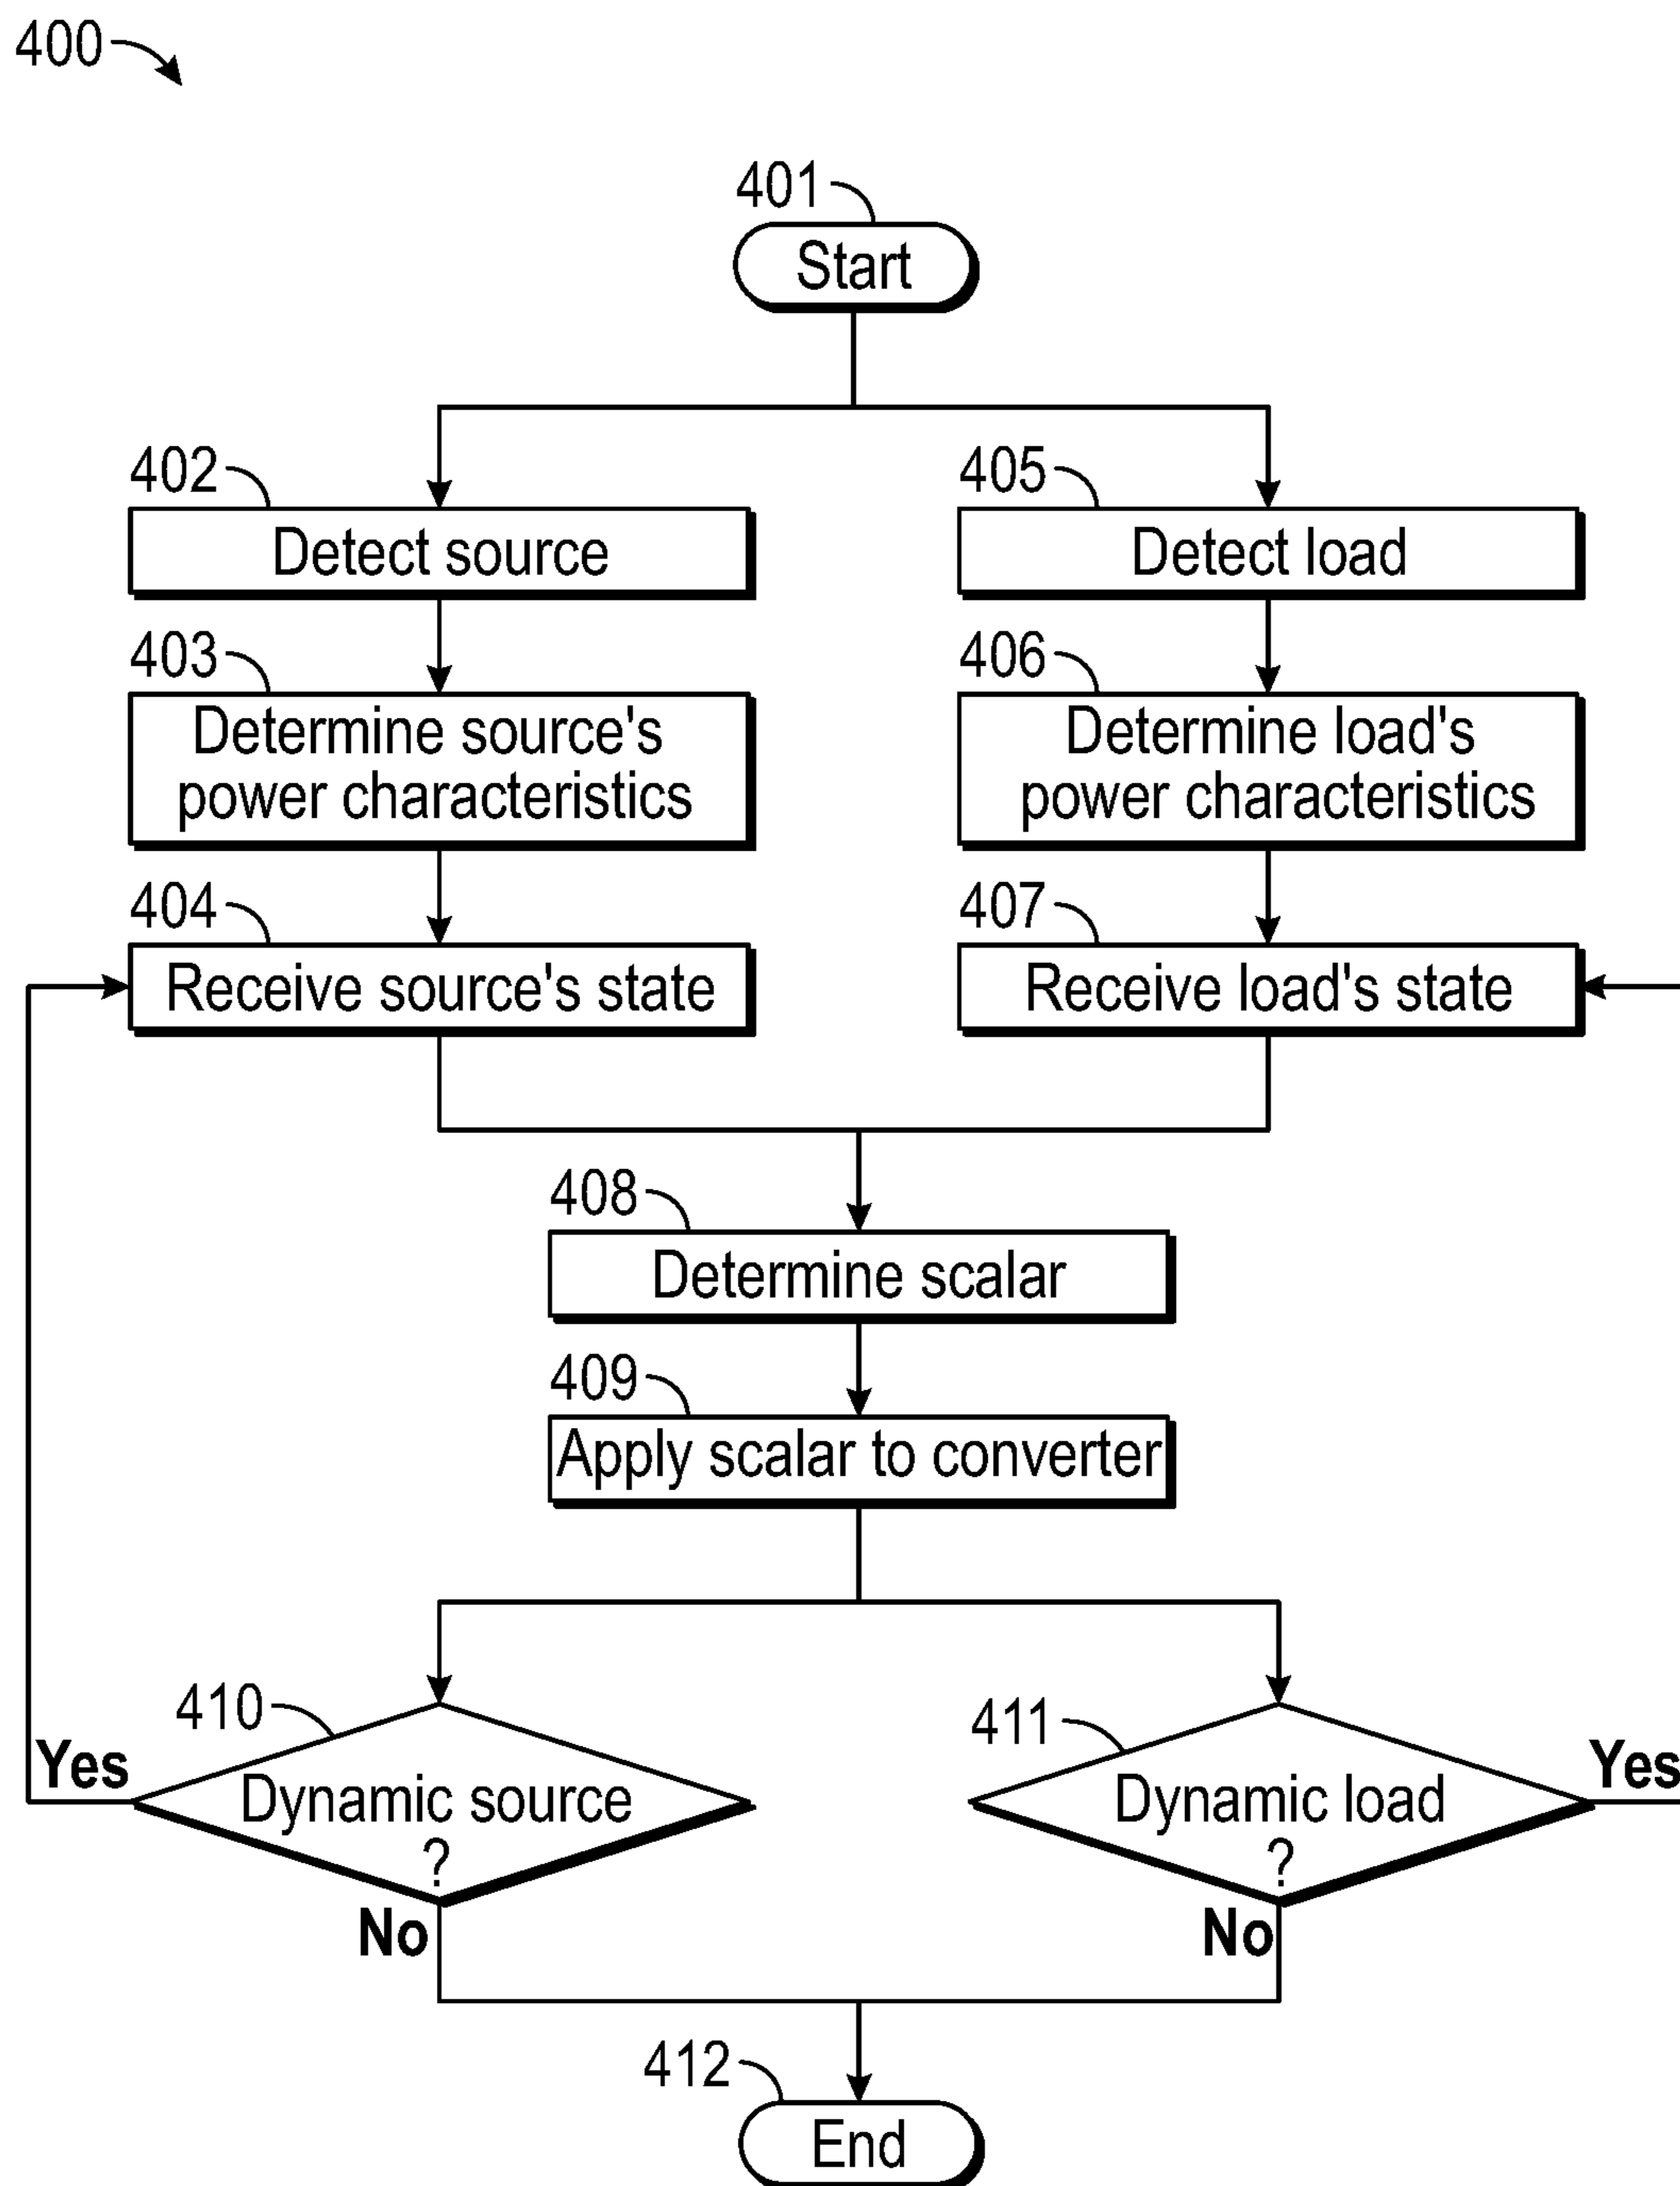 400
401
Start
402
Detect source
405
Detect load
403
Determine source's
power characteristics
406
Determine load's
power characteristics
404
Receive source's state
407
Receive load's state
408
Determine scalar
409
Apply scalar to converter
410
Yes
Dynamic source
?
No
411
Yes
Dynamic load
?
No
412
End